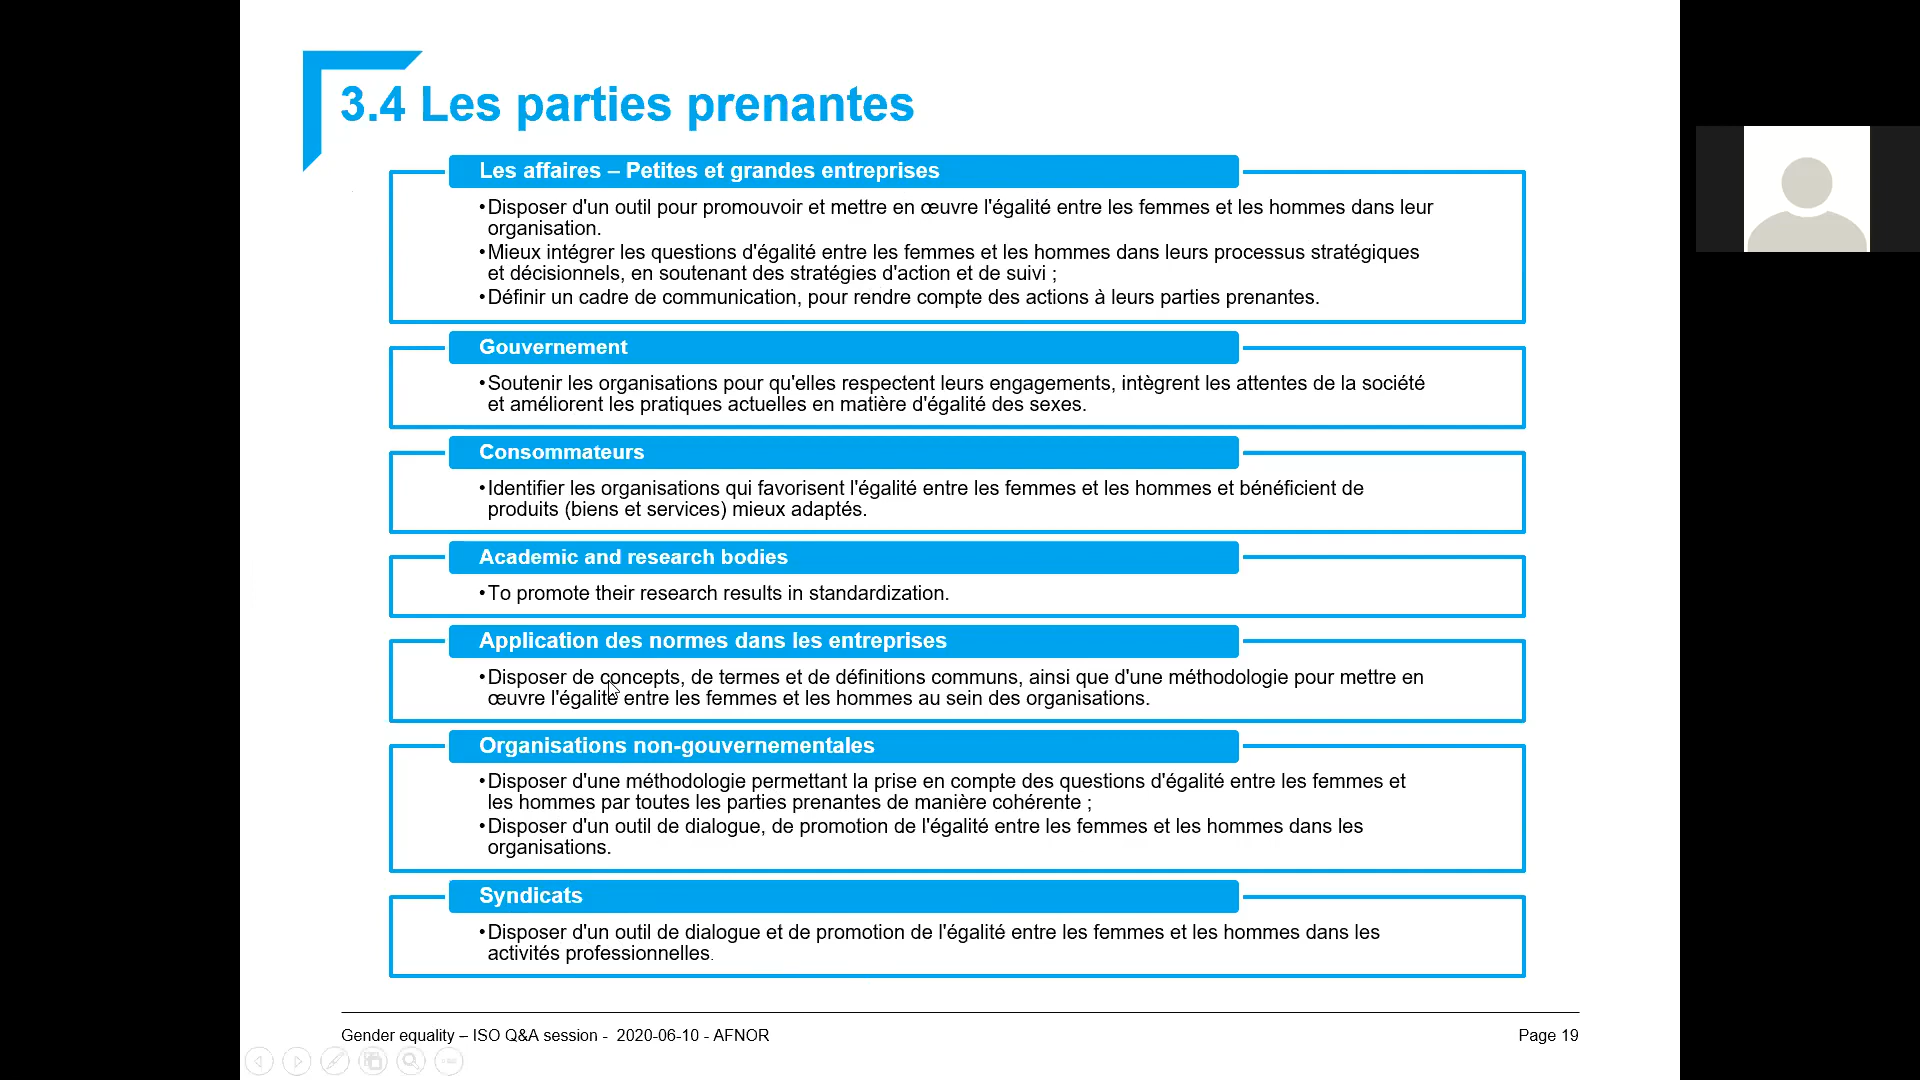 3.4 Les parties prenantes
Les affaires – Petites et grandes entreprises
•Disposer d'un outil pour promouvoir et mettre en œuvre l'égalité entre les femmes et les hommes dans leur
organisation.
•Mieux intégrer les questions d'égalité entre les femmes et les hommes dans leurs processus stratégiques
et décisionnels, en soutenant des stratégies d'action et de suivi ;
•Définir un cadre de communication, pour rendre compte des actions à leurs parties prenantes.
Gouvernement
•Soutenir les organisations pour qu'elles respectent leurs engagements, intègrent les attentes de la société
et améliorent les pratiques actuelles en matière d'égalité des sexes.
Consommateurs
•Identifier les organisations qui favorisent l'égalité entre les femmes et les hommes et bénéficient de
produits (biens et services) mieux adaptés.
Academic and research bodies
•To promote their research results in standardization.
Application des normes dans les entreprises
•Disposer de concepts, de termes et de définitions communs, ainsi que d'une méthodologie pour mettre en
œuvre l'égalité entre les femmes et les hommes au sein des organisations.
Organisations non-gouvernementales
•Disposer d'une méthodologie permettant la prise en compte des questions d'égalité entre les femmes et
les hommes par toutes les parties prenantes de manière cohérente ;
•Disposer d'un outil de dialogue, de promotion de l'égalité entre les femmes et les hommes dans les
organisations.
Syndicats
•Disposer d'un outil de dialogue et de promotion de l'égalité entre les femmes et les hommes dans les
activités professionnelles.
Gender equality – ISO Q&A session - 2020-06-10 - AFNOR
Page 19